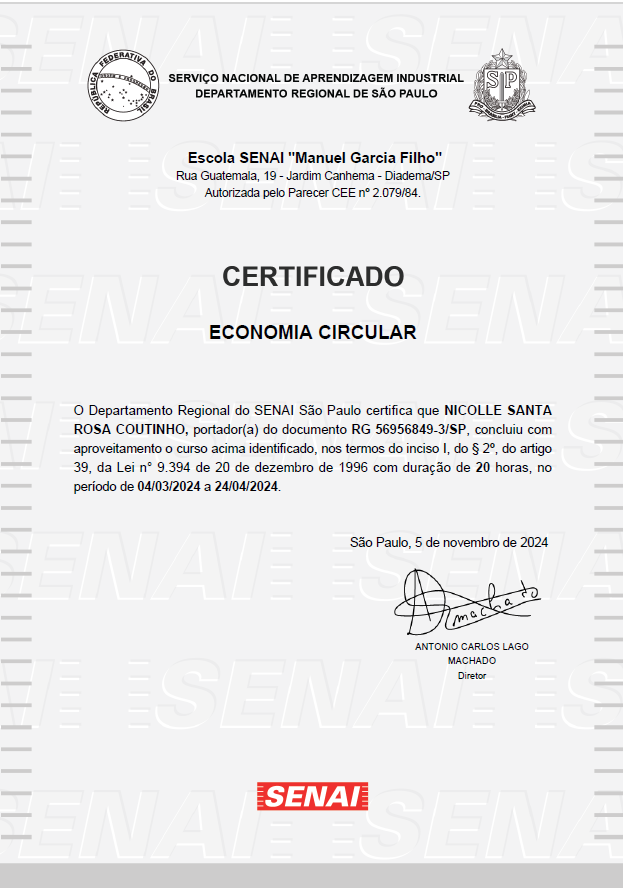 REPÚBLICA FEDERATIVA DO BRASIL
SERVIÇO NACIONAL DE APRENDIZAGEM INDUSTRIAL
DEPARTAMENTO REGIONAL DE SÃO PAULO
SP
Escola SENAI "Manuel Garcia Filho"
Rua Guatemala, 19 - Jardim Canhema - Diadema/SP
Autorizada pelo Parecer CEE nº 2.079/84.
CERTIFICADO
ECONOMIA CIRCULAR
O Departamento Regional do SENAI São Paulo certifica que NICOLLE SANTA
ROSA COUTINHO, portador(a) do documento RG 56956849-3/SP, concluiu com
aproveitamento o curso acima identificado, nos termos do inciso I, do § 2º, do artigo
39, da Lei n° 9.394 de 20 de dezembro de 1996 com duração de 20 horas, no
período de 04/03/2024 a 24/04/2024.
São Paulo, 5 de novembro de 2024
Machado
ANTONIO CARLOS LAGO
MACHADO
Diretor
SENAI